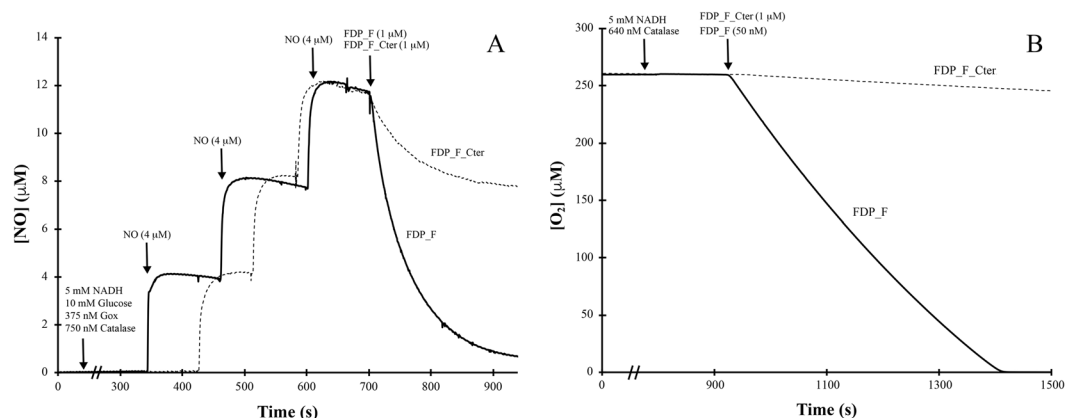 A
14
12
10
8
6
4
2
0
[NO] (μM)
5 mM NADH
10 mM Glucose
375 nM Gox
750 nM Catalase
NO (4 μM)
NO (4 μM)
NO (4 μM)
FDP_F (1 μM)
FDP_F_Cter (1 μM)
FDP_F_Cter
FDP_F
0 300 400 500 600 700 800 900
Time (s)
B
300
250
200
150
100
50
0
[O₂] (μM)
5 mM NADH
640 nM Catalase
FDP_F_Cter (1 μM)
FDP_F (50 nM)
FDP_F_Cter
FDP_F
0 900 1100 1300 1500
Time (s)